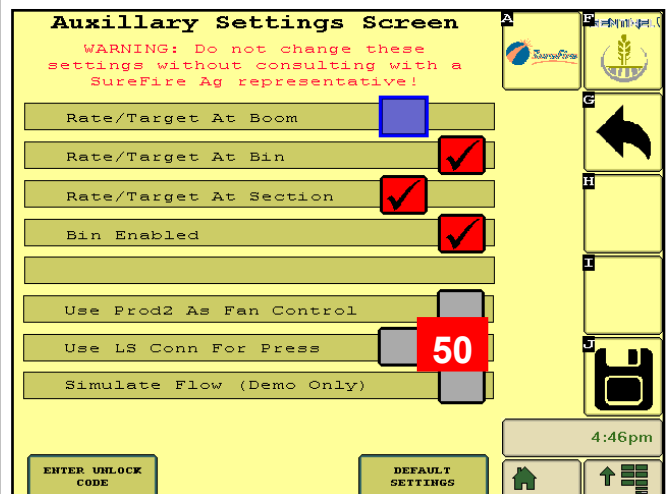 Auxillary Settings Screen
WARNING: Do not change these
settings without consulting with a
SureFire Ag representative!
Rate/Target At Boom
Rate/Target At Bin
Rate/Target At Section
Bin Enabled
Use Prod2 As Fan Control
Use LS Conn For Press
50
Simulate Flow (Demo Only)
ENTER UNLOCK
CODE
DEFAULT
SETTINGS
A
SureFire
F
G
H
I
J
4:46pm